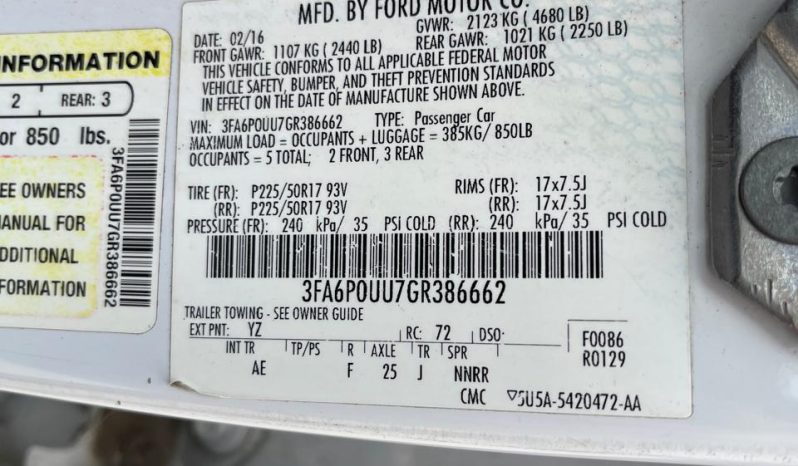 INFORMATION
2 REAR: 3
or 850 lbs.
OWNERS
MANUAL FOR
ADDITIONAL
3FA6P0UU7GR386662
MFD. BY FORD MOTOR CO.
DATE: 02/16 GVWR: 2123 KG (4680 LB)
FRONT GAWR: 1107 KG (2440 LB) REAR GAWR: 1021 KG (2250 LB)
THIS VEHICLE CONFORMS TO ALL APPLICABLE FEDERAL MOTOR
VEHICLE SAFETY, BUMPER, AND THEFT PREVENTION STANDARDS
IN EFFECT ON THE DATE OF MANUFACTURE SHOWN ABOVE.
VIN: 3FA6P0UU7GR386662 TYPE: Passenger Car
MAXIMUM LOAD = OCCUPANTS + LUGGAGE = 385KG/ 850LB
OCCUPANTS = 5 TOTAL; 2 FRONT, 3 REAR
TIRE (FR): P225/50R17 93V RIMS (FR): 17x7.5J
(RR): P225/50R17 93V (RR): 17x7.5J
PRESSURE (FR): 240 kPa/ 35 PSI COLD (RR): 240 kPa/ 35 PSI COLD
3FA6P0UU7GR386662
TRAILER TOWING - SEE OWNER GUIDE
EXT PNT: YZ RC: 72 DSO: F0086
R0129
INT TR TP/PS R AXLE TR SPR
AE F 25 J NNRR
CMC 5U5A-5420472-AA